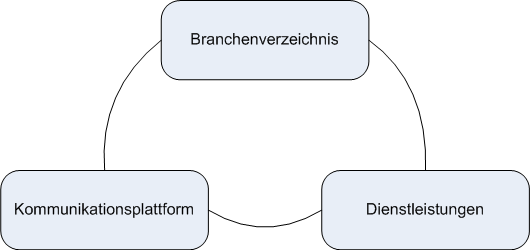 Branchenverzeichnis
Kommunikationsplattform
Dienstleistungen